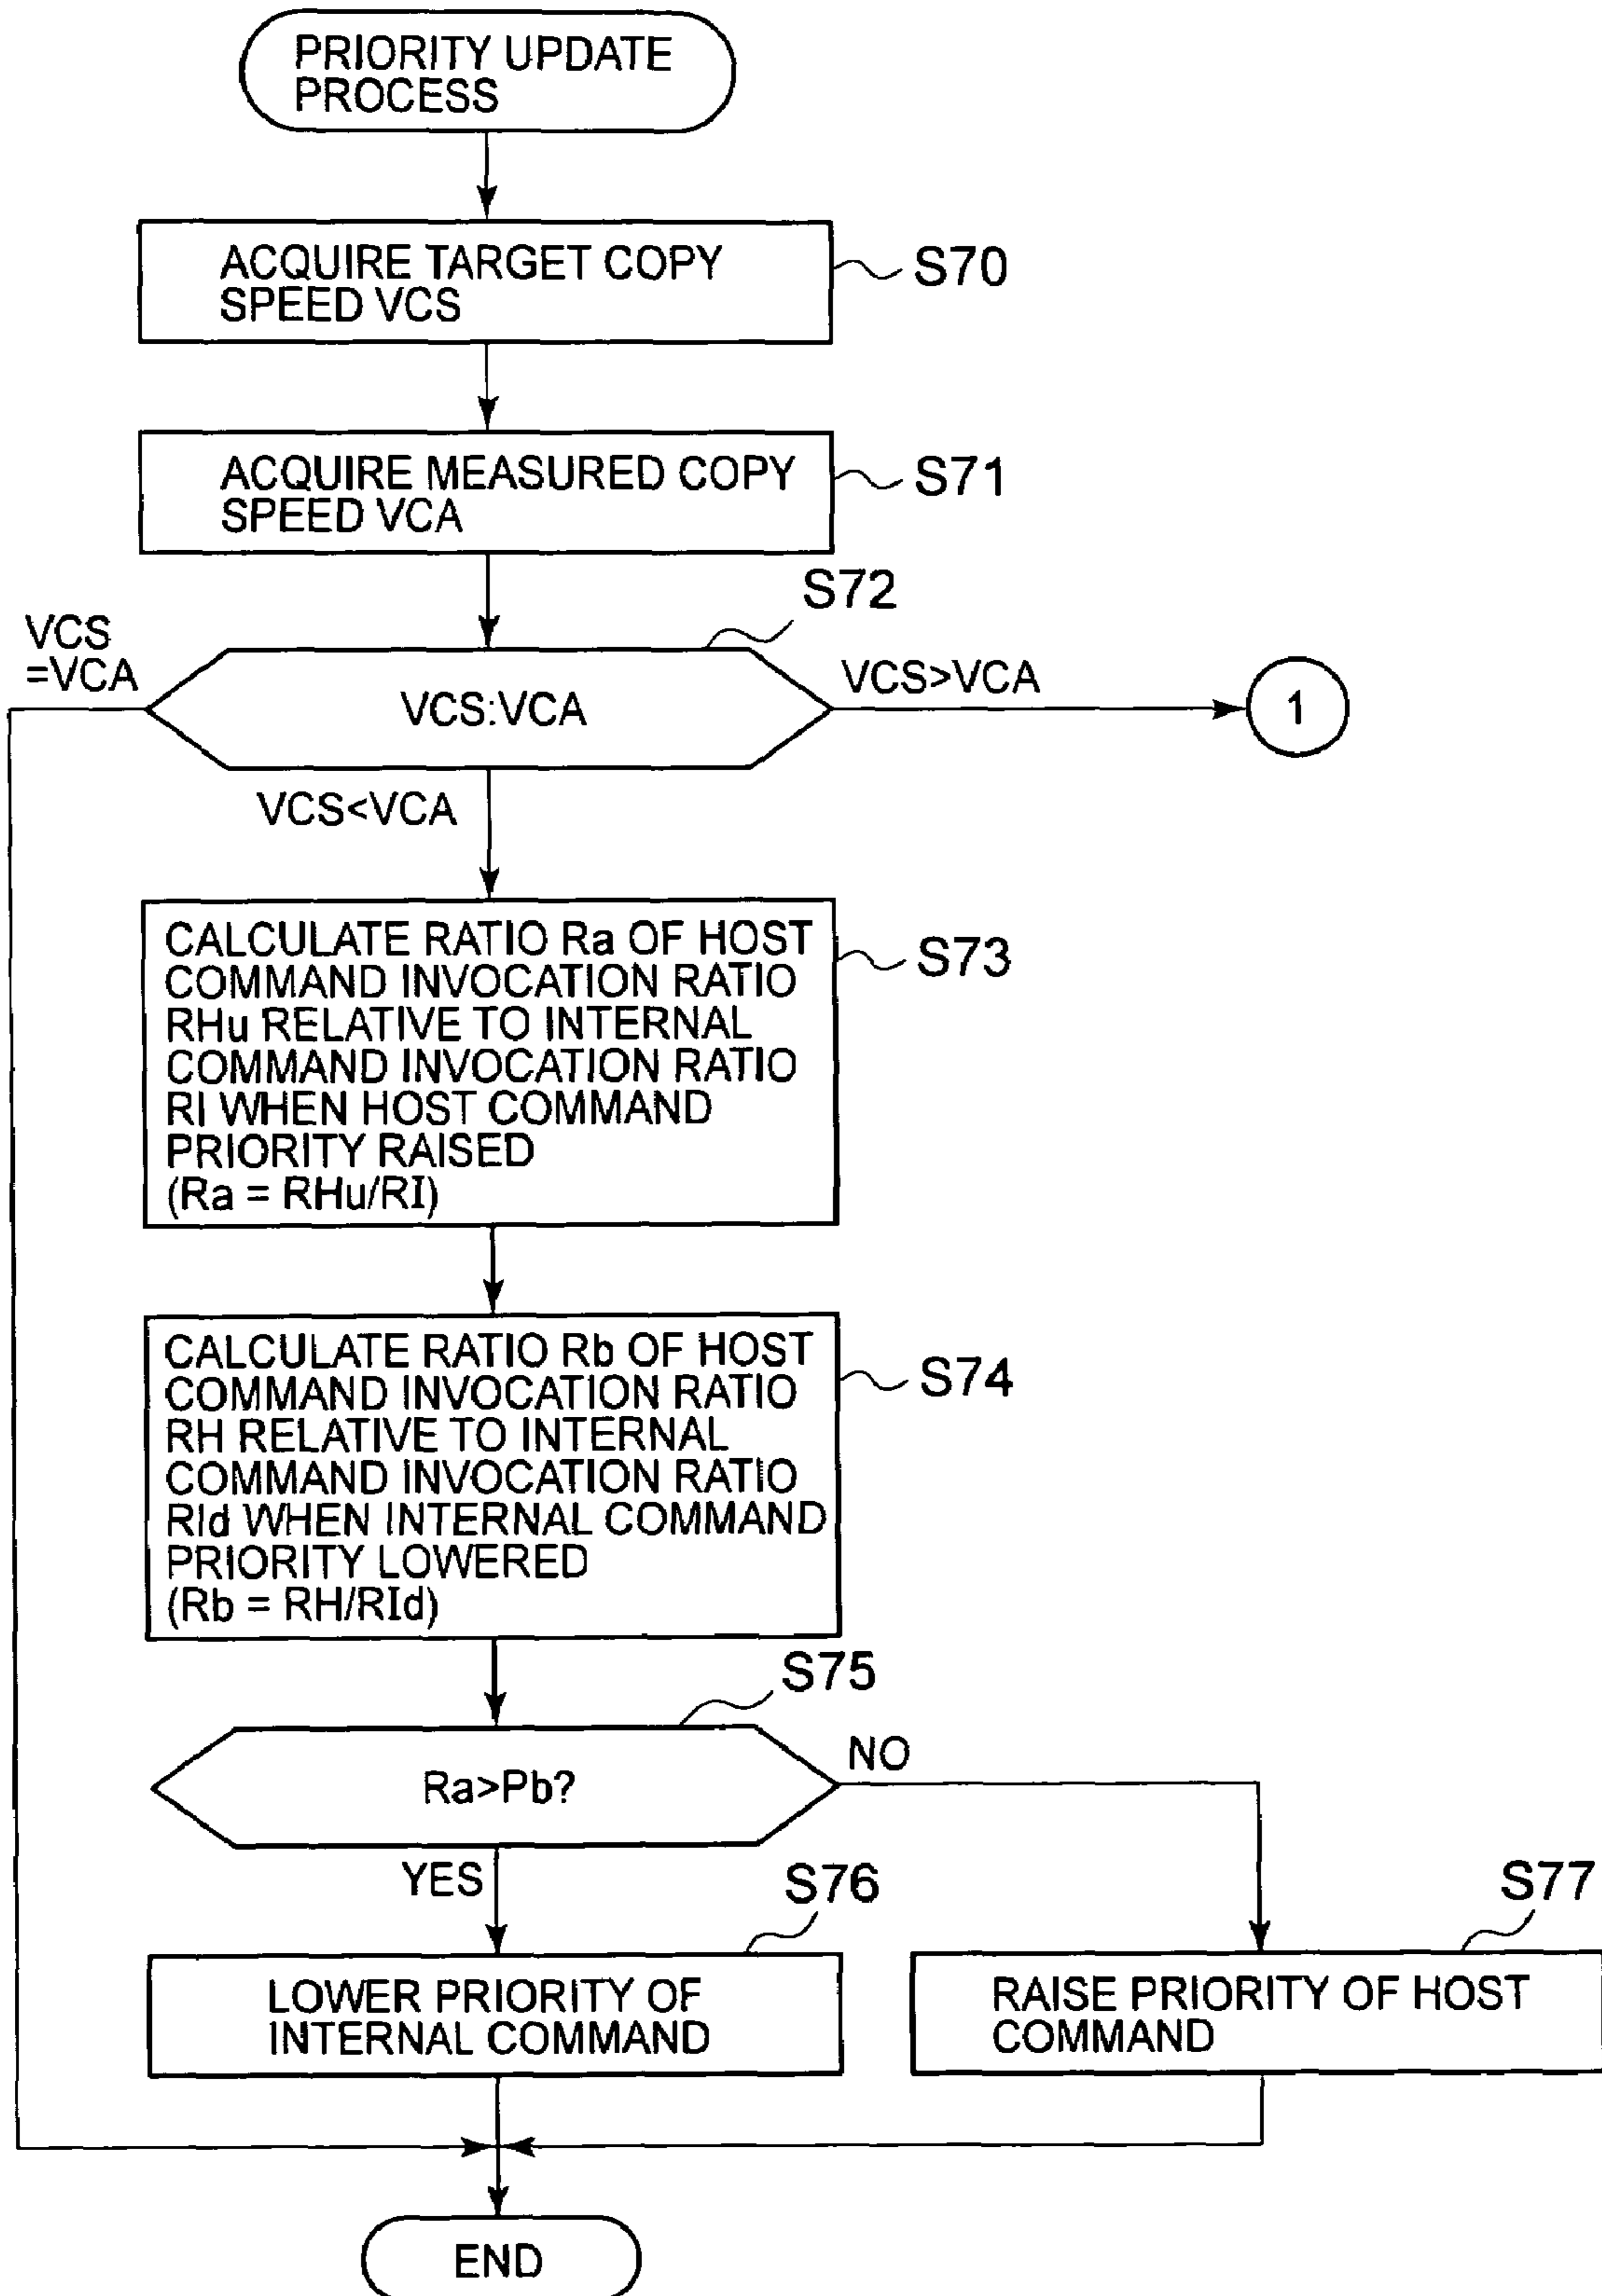 PRIORITY UPDATE
PROCESS
ACQUIRE TARGET COPY
SPEED VCS
S70
ACQUIRE MEASURED COPY
SPEED VCA
S71
S72
VCS
=VCA
VCS:VCA
VCS>VCA
1
VCS<VCA
CALCULATE RATIO Ra OF HOST
COMMAND INVOCATION RATIO
RHu RELATIVE TO INTERNAL
COMMAND INVOCATION RATIO
RI WHEN HOST COMMAND
PRIORITY RAISED
(Ra = RHu/RI)
S73
CALCULATE RATIO Rb OF HOST
COMMAND INVOCATION RATIO
RH RELATIVE TO INTERNAL
COMMAND INVOCATION RATIO
RId WHEN INTERNAL COMMAND
PRIORITY LOWERED
(Rb = RH/RId)
S74
S75
Ra>Pb?
NO
YES
S76
S77
LOWER PRIORITY OF
INTERNAL COMMAND
RAISE PRIORITY OF HOST
COMMAND
END